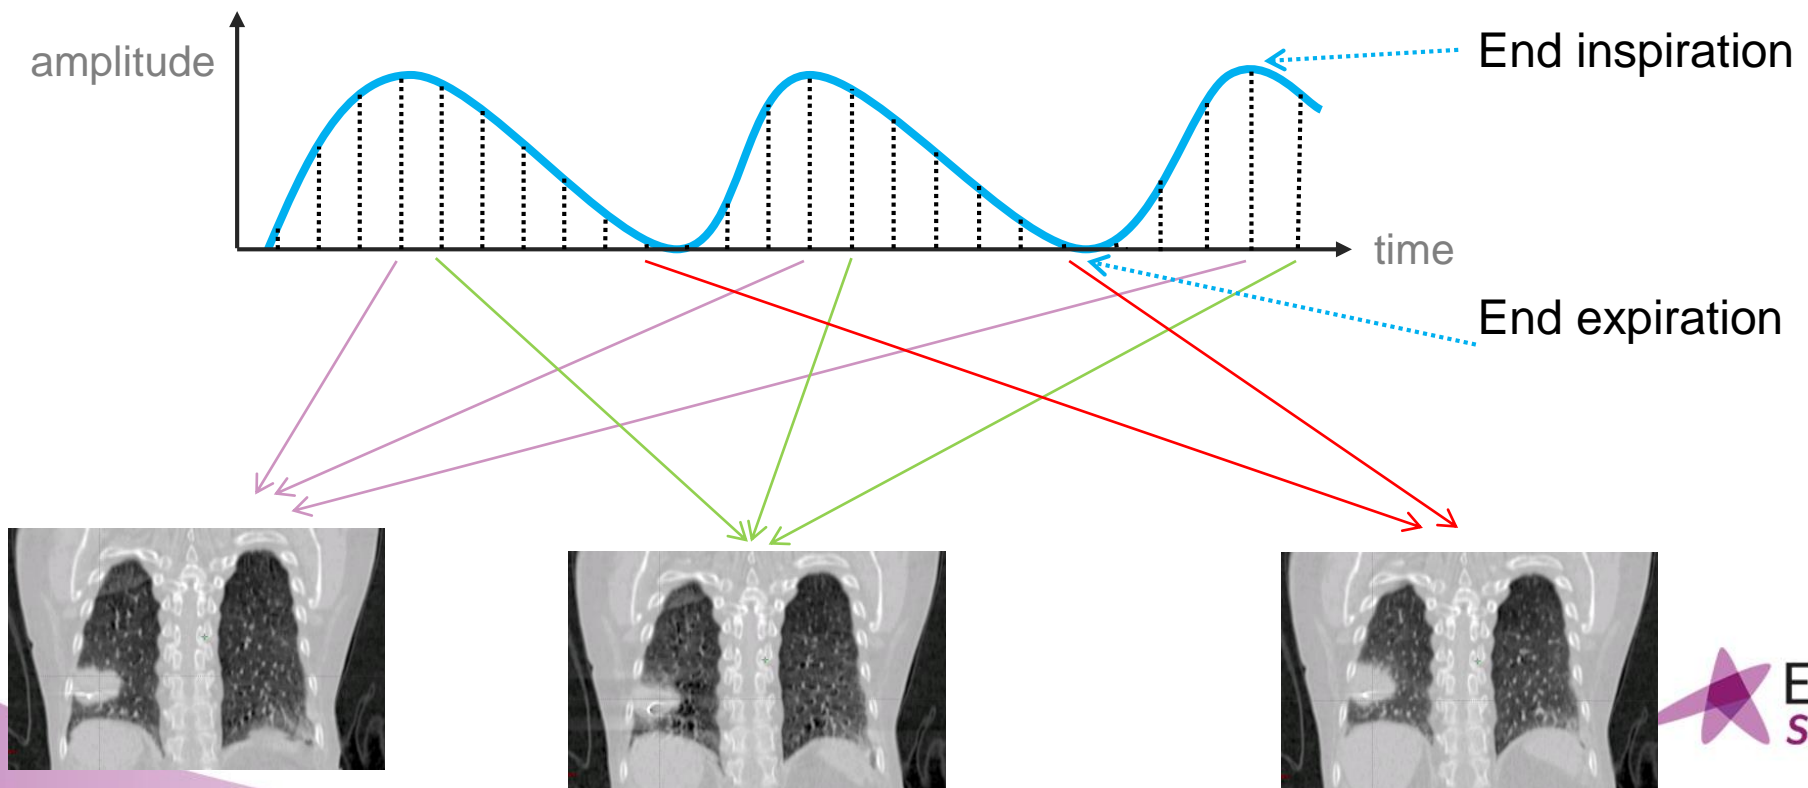 End inspiration
amplitude
time
End expiration